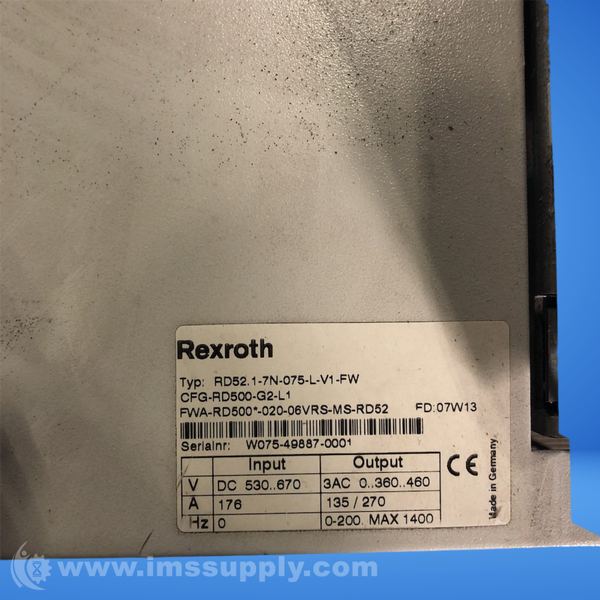 Rexroth
Typ: RD52.1-7N-075-L-V1-FW
CFG-RD500-G2-L1
FWA-RD500*-020-06VRS-MS-RD52 FD:07W13
Serialnr: W075-49887-0001
Input Output
V DC 530..670 3AC 0..360..460
A 176 135 / 270
Hz 0 0-200. MAX 1400
CE
Made in Germany
www.imssupply.com